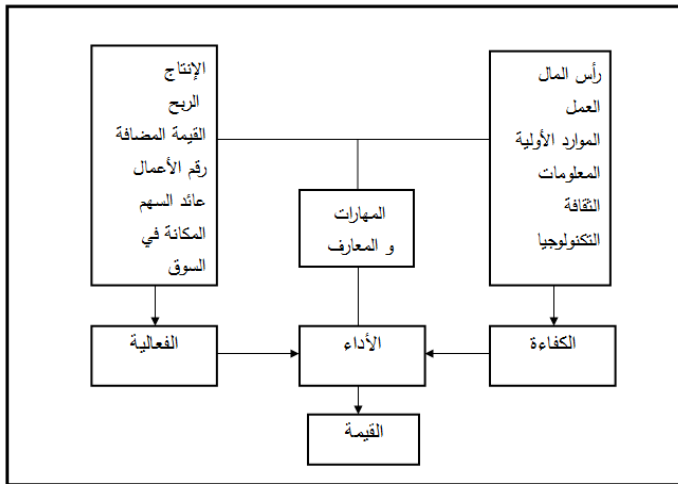 رأس المال
العمل
الموارد الأولية
المعلومات
الثقافة
التكنولوجيا
الإنتاج
الربح
القيمة المضافة
رقم الأعمال
عائد السهم
المكانة في
السوق
المهارات
و المعارف
الكفاءة
الأداء
الفعالية
القيمة